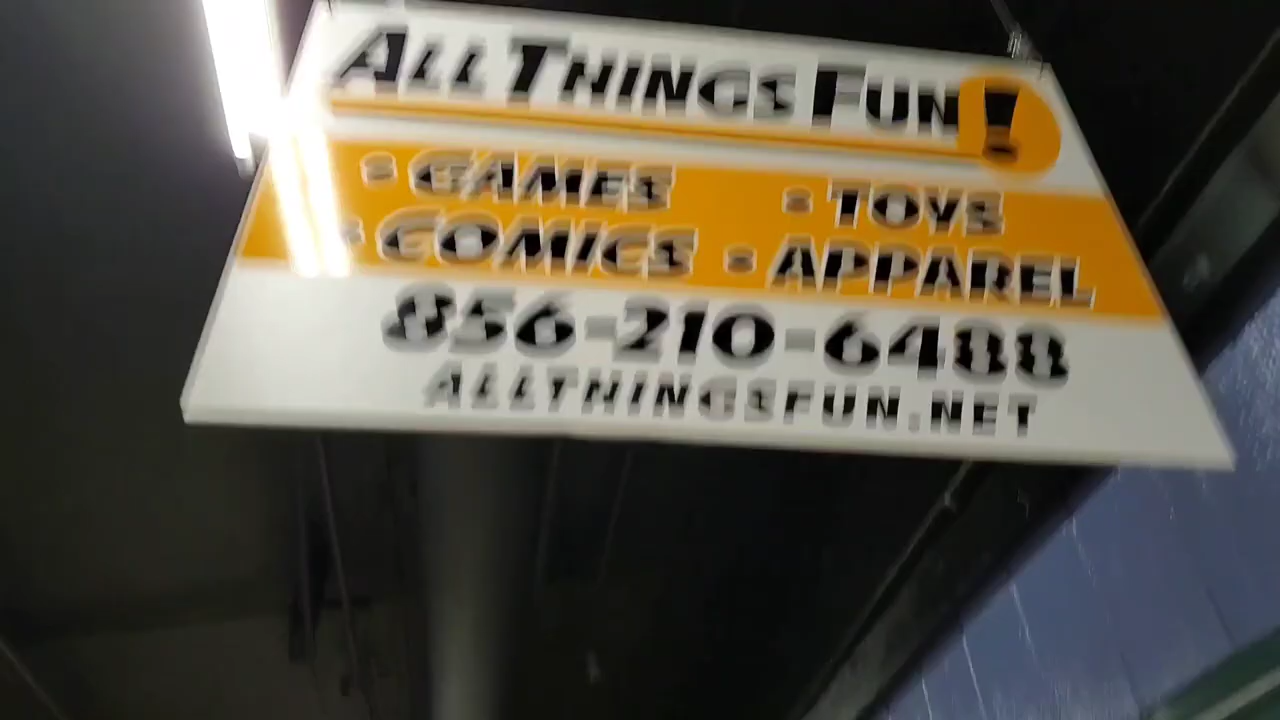 ALL THINGS FUN!
▪ GAMES ▪ TOYS
▪ COMICS ▪ APPAREL
856-210-6488
ALLTHINGSFUN.NET